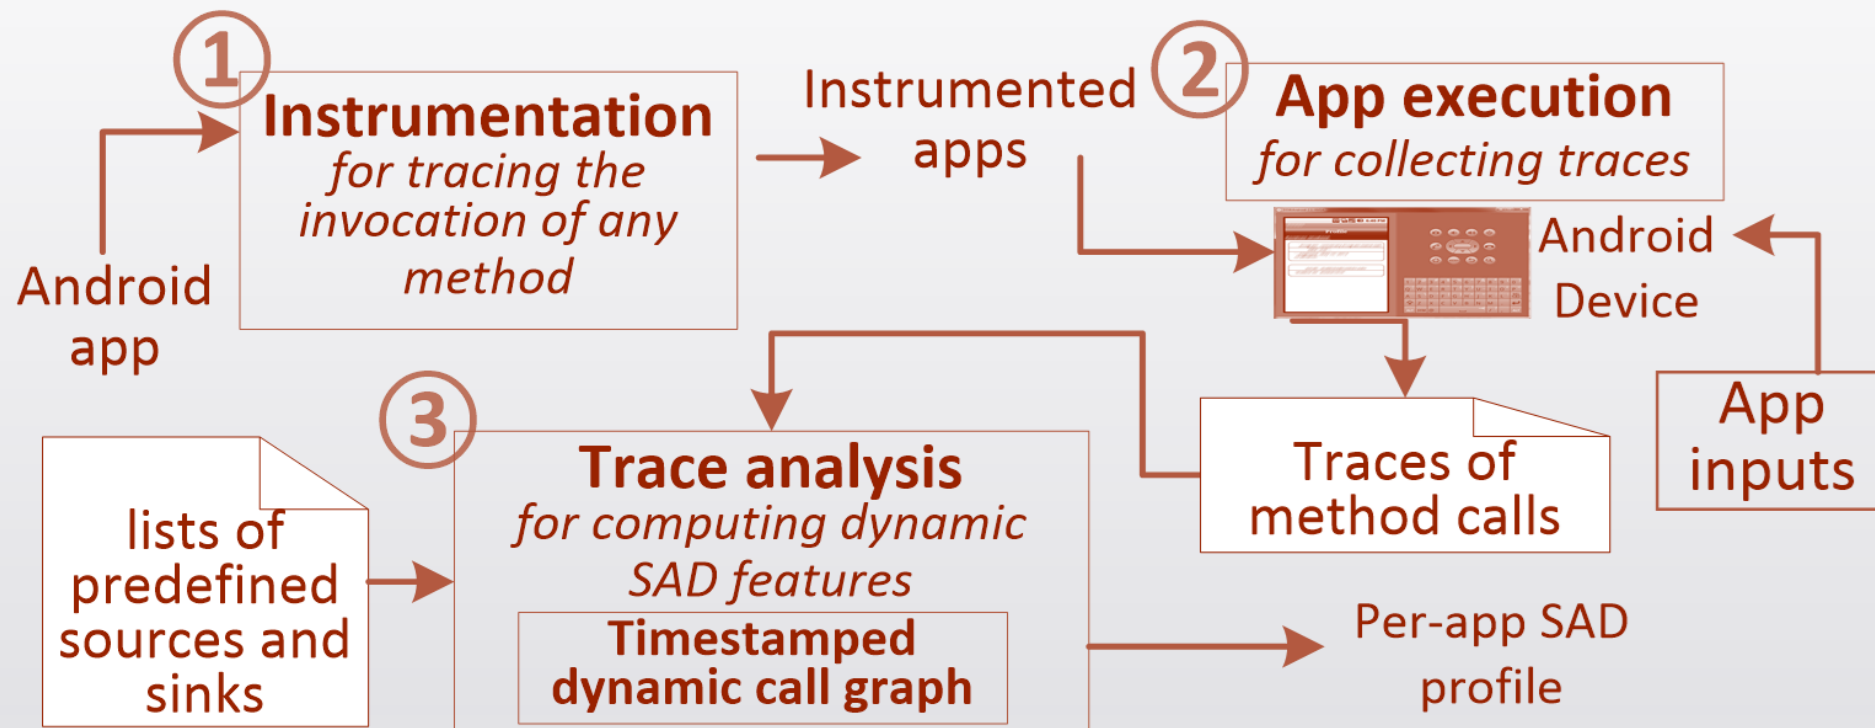 1
Instrumentation
for tracing the
invocation of any
method
Android
app
Instrumented
apps
2
App execution
for collecting traces
Android
Device
App
inputs
Traces of
method calls
3
Trace analysis
for computing dynamic
SAD features
Timestamped
dynamic call graph
lists of
predefined
sources and
sinks
Per-app SAD
profile